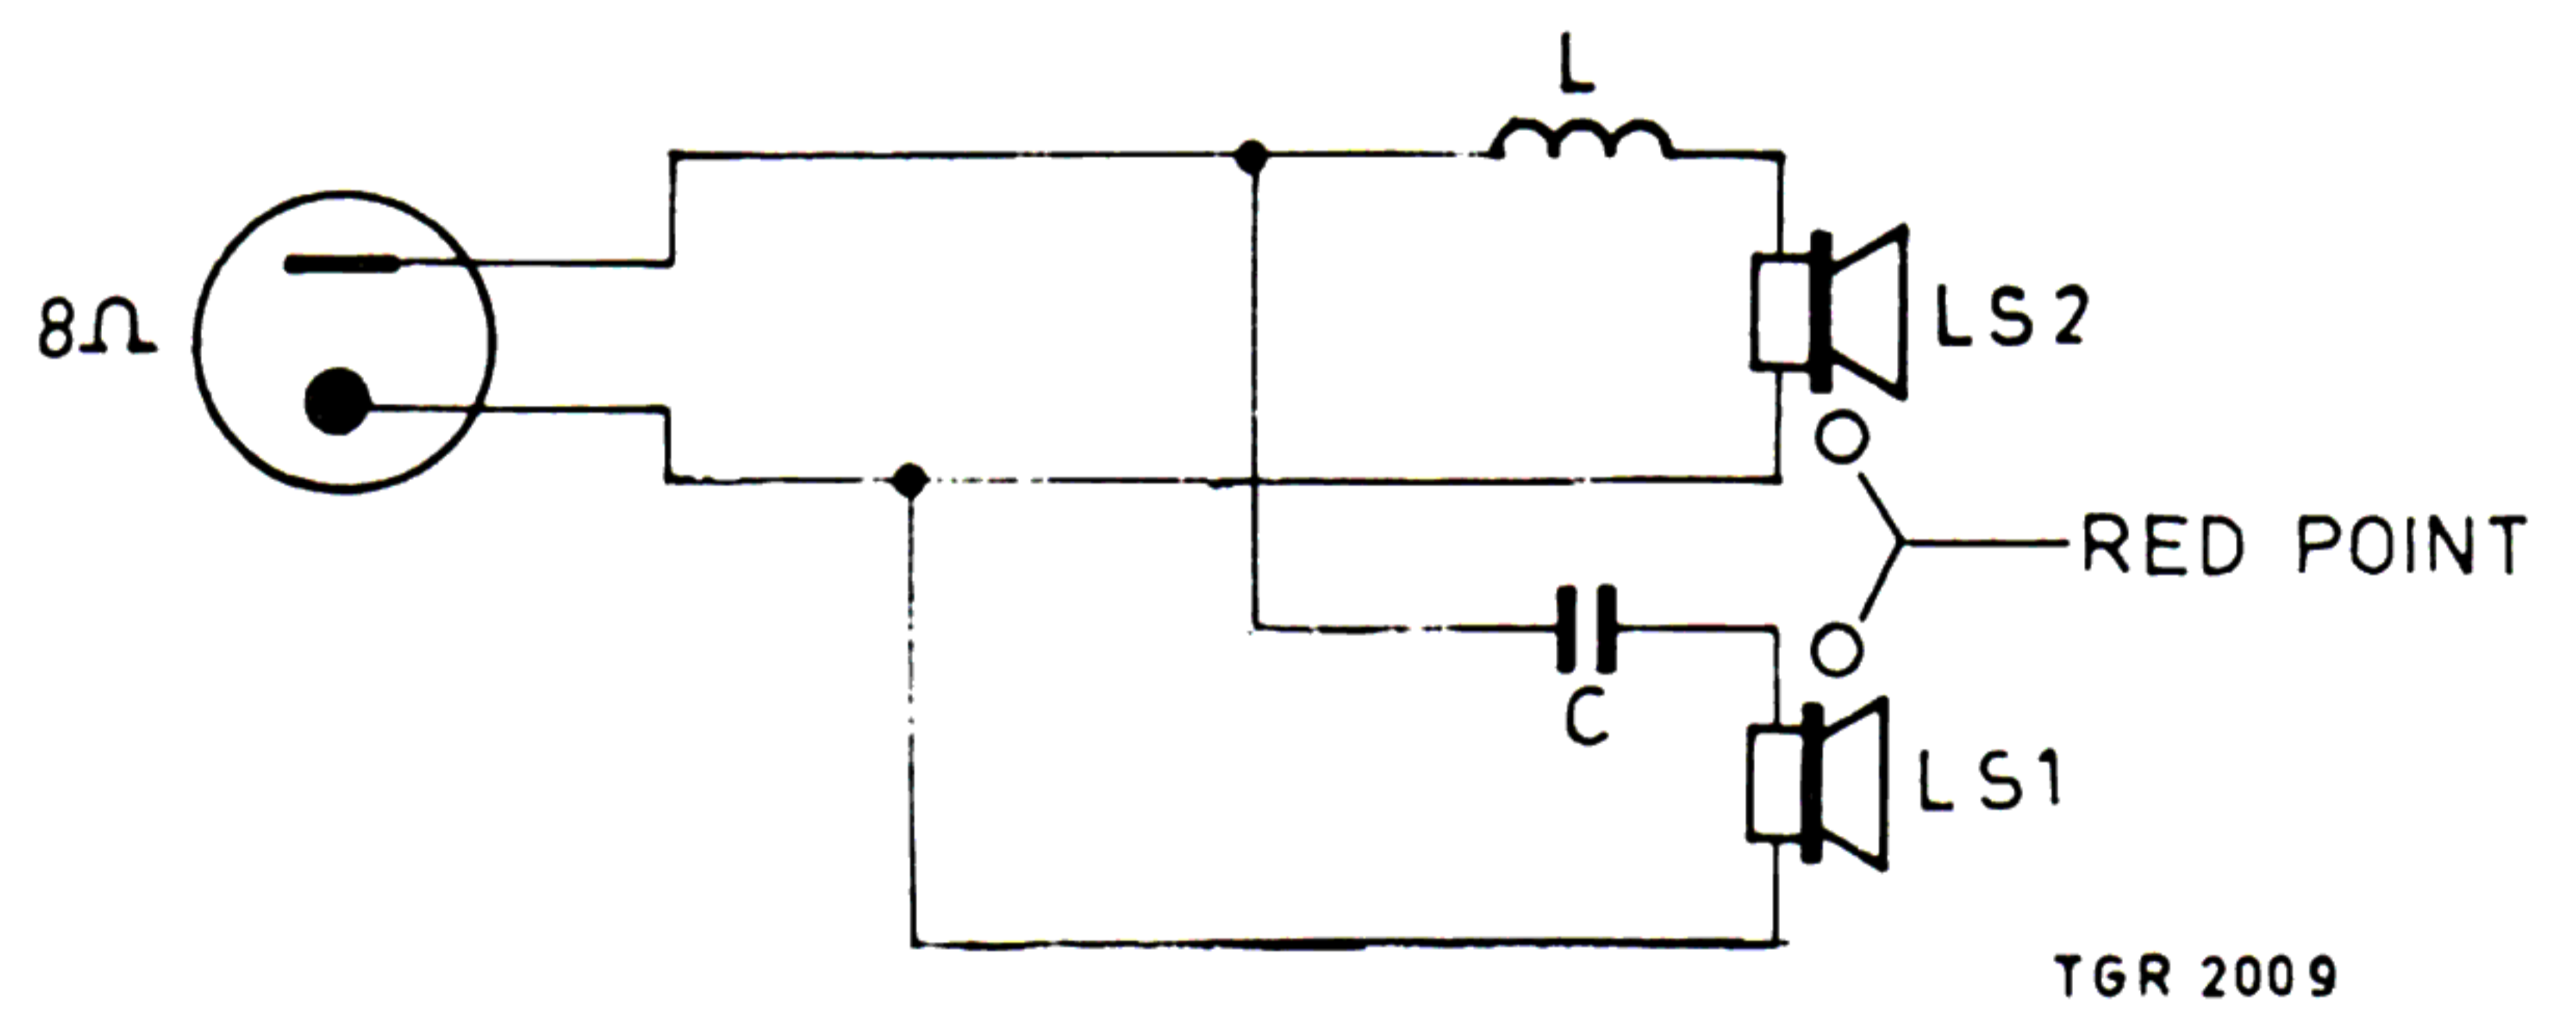 L
8Ω
LS2
RED POINT
C
LS1
TGR 2009